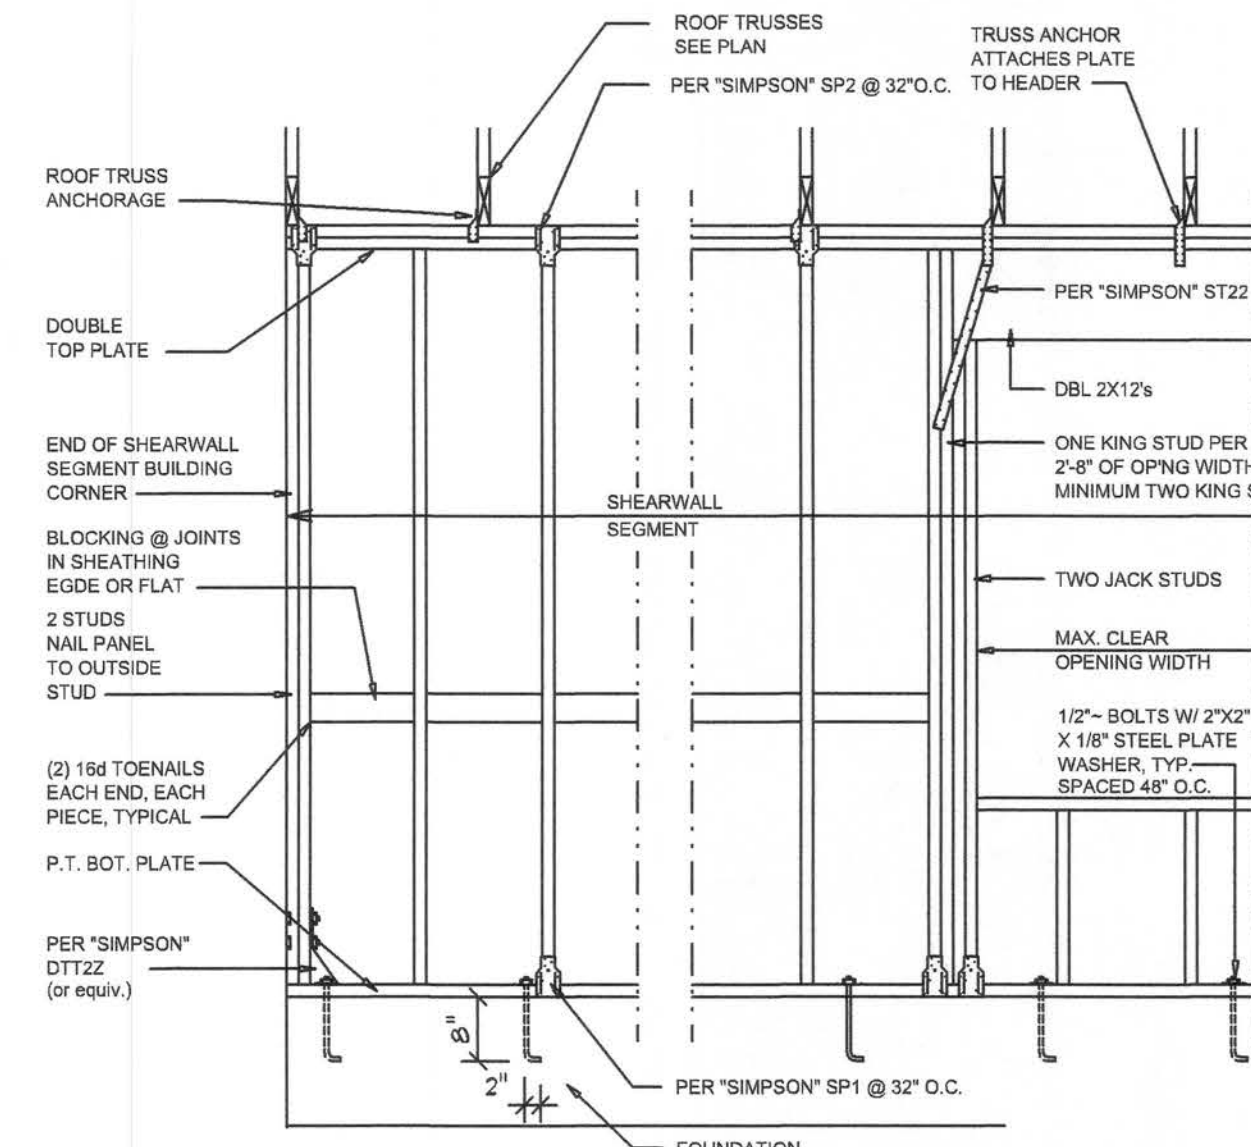 ROOF TRUSSES
SEE PLAN
PER "SIMPSON" SP2 @ 32"O.C.
TRUSS ANCHOR
ATTACHES PLATE
TO HEADER
ROOF TRUSS
ANCHORAGE
PER "SIMPSON" ST22
DOUBLE
TOP PLATE
DBL 2X12's
END OF SHEARWALL
SEGMENT BUILDING
CORNER
ONE KING STUD PER
2'-8" OF OP'NG WIDTH
MINIMUM TWO KING
SHEARWALL
SEGMENT
BLOCKING @ JOINTS
IN SHEATHING
EGDE OR FLAT
TWO JACK STUDS
2 STUDS
NAIL PANEL
TO OUTSIDE
STUD
MAX. CLEAR
OPENING WIDTH
1/2"~ BOLTS W/ 2"X2"
X 1/8" STEEL PLATE
WASHER, TYP.
SPACED 48" O.C.
(2) 16d TOENAILS
EACH END, EACH
PIECE, TYPICAL
P.T. BOT. PLATE
PER "SIMPSON"
DTT2Z
(or equiv.)
8"
2"
PER "SIMPSON" SP1 @ 32" O.C.
FOUNDATION